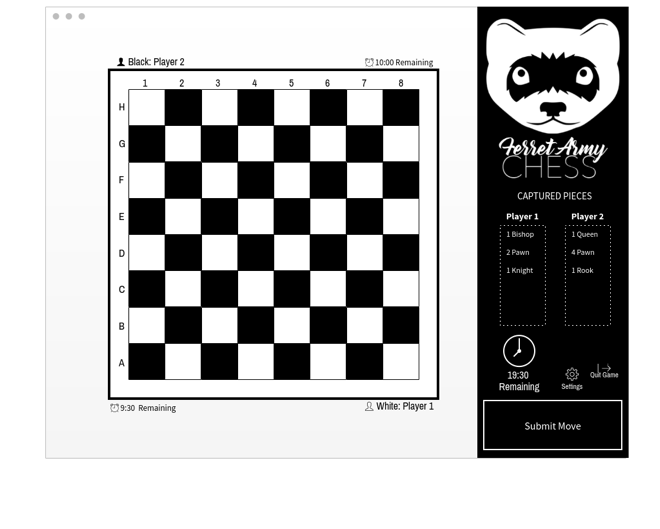 Black: Player 2
10:00 Remaining
1 2 3 4 5 6 7 8
H
G
F
E
D
C
B
A
9:30 Remaining
White: Player 1
Ferret Army
CHESS
CAPTURED PIECES
Player 1 Player 2
1 Bishop 1 Queen
2 Pawn 4 Pawn
1 Knight 1 Rook
19:30
Remaining
Settings
Quit Game
Submit Move